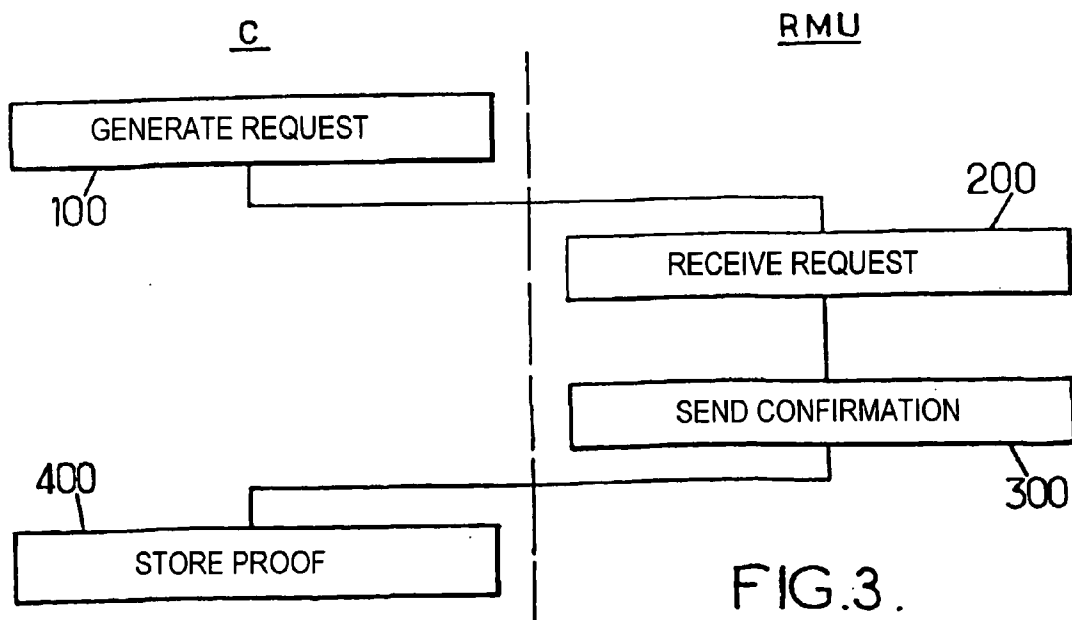 C
RMU
GENERATE REQUEST
100
200
RECEIVE REQUEST
SEND CONFIRMATION
300
400
STORE PROOF
FIG.3.